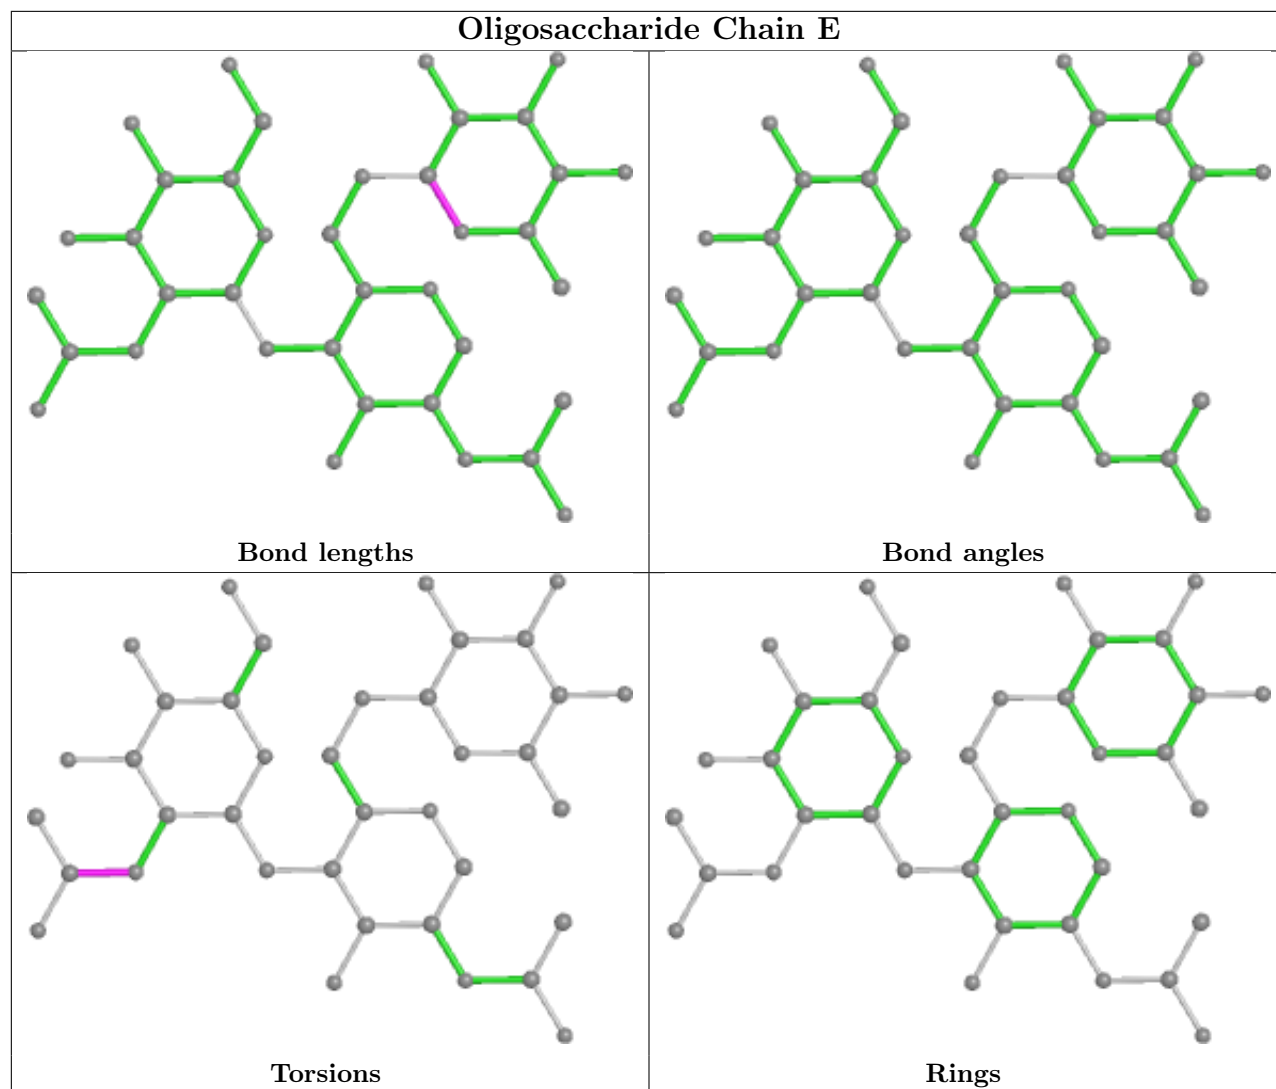 Oligosaccharide Chain E
Bond lengths
Bond angles
Torsions
Rings